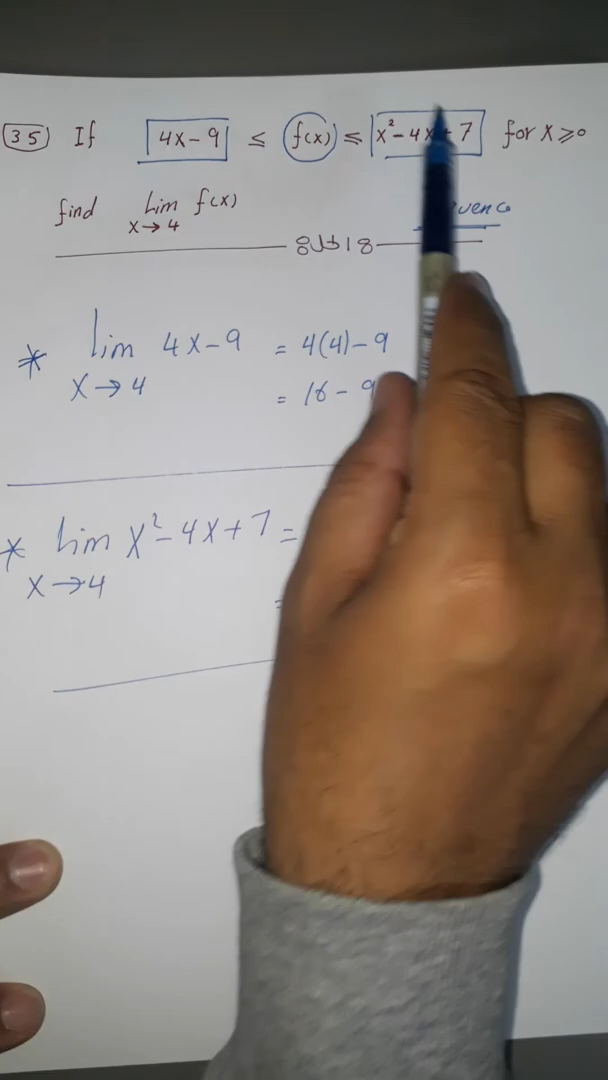 35 If 4x - 9 ≤ f(x) ≤ x² - 4x + 7 for x ≥ 0
find lim f(x)
x → 4
* lim 4x - 9 = 4(4) - 9
x → 4 = 16 - 9
* lim x² - 4x + 7 =
x → 4 =